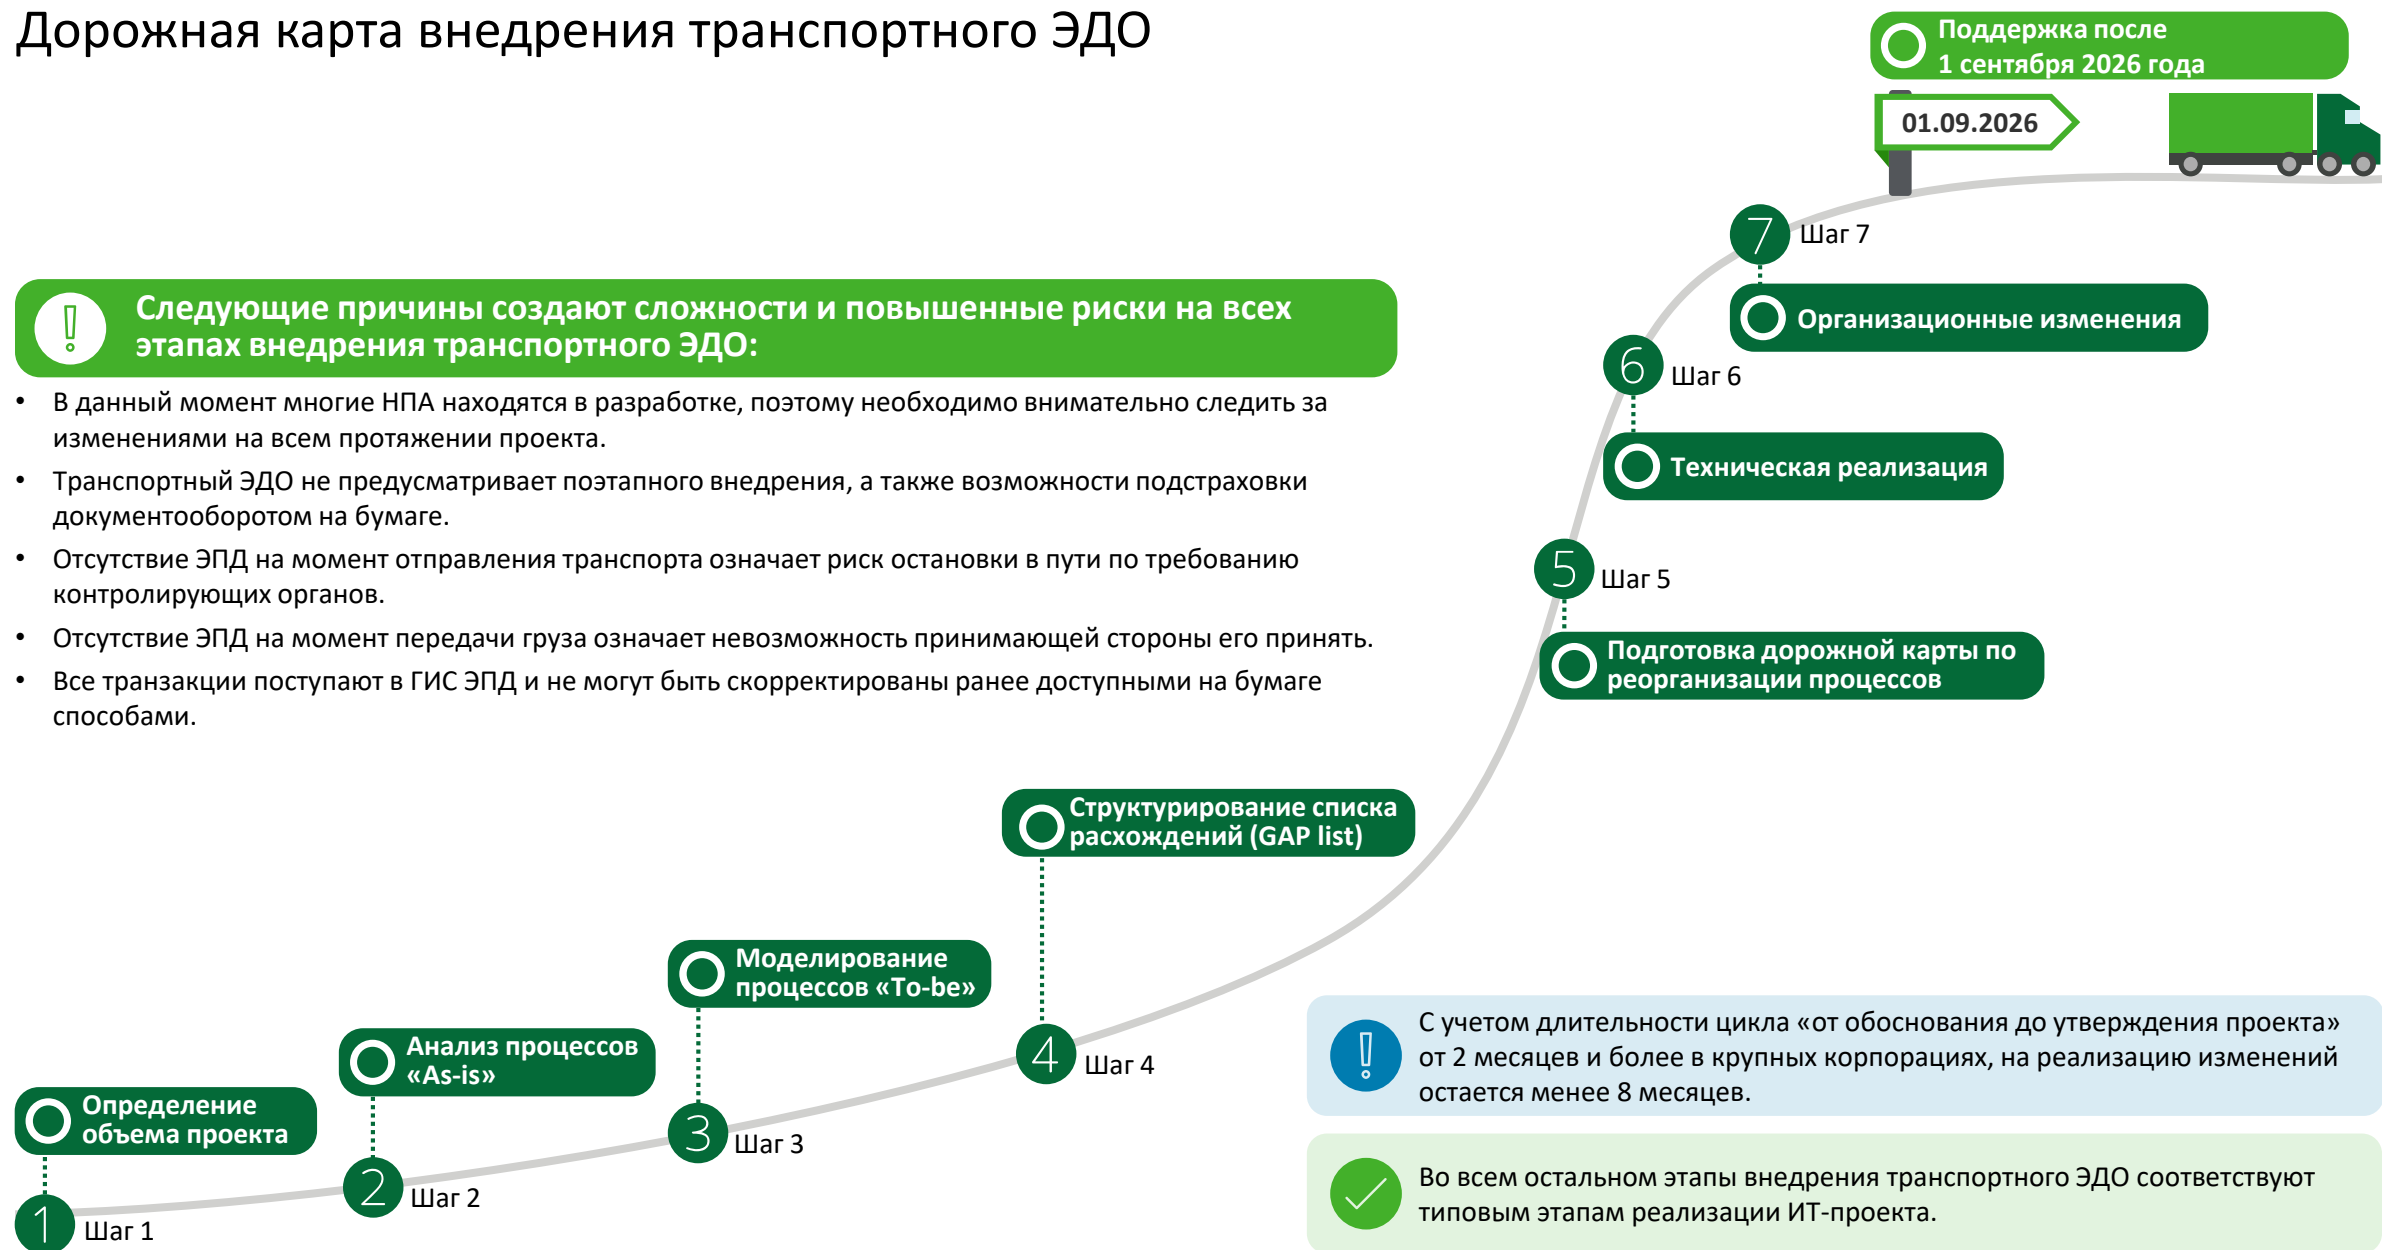 Дорожная карта внедрения транспортного ЭДО
Поддержка после
1 сентября 2026 года
01.09.2026
7
Шаг 7
Организационные изменения
Следующие причины создают сложности и повышенные риски на всех
этапах внедрения транспортного ЭДО:
• В данный момент многие НПА находятся в разработке, поэтому необходимо внимательно следить за
изменениями на всем протяжении проекта.
• Транспортный ЭДО не предусматривает поэтапного внедрения, а также возможности подстраховки
документооборотом на бумаге.
• Отсутствие ЭПД на момент отправления транспорта означает риск остановки в пути по требованию
контролирующих органов.
• Отсутствие ЭПД на момент передачи груза означает невозможность принимающей стороны его принять.
• Все транзакции поступают в ГИС ЭПД и не могут быть скорректированы ранее доступными на бумаге
способами.
6
Шаг 6
Техническая реализация
5
Шаг 5
Подготовка дорожной карты по
реорганизации процессов
Структурирование списка
расхождений (GAP list)
4
Шаг 4
Моделирование
процессов «To-be»
3
Шаг 3
Анализ процессов
«As-is»
2
Шаг 2
Определение
объема проекта
1
Шаг 1
С учетом длительности цикла «от обоснования до утверждения проекта»
от 2 месяцев и более в крупных корпорациях, на реализацию изменений
остается менее 8 месяцев.
Во всем остальном этапы внедрения транспортного ЭДО соответствуют
типовым этапам реализации ИТ-проекта.